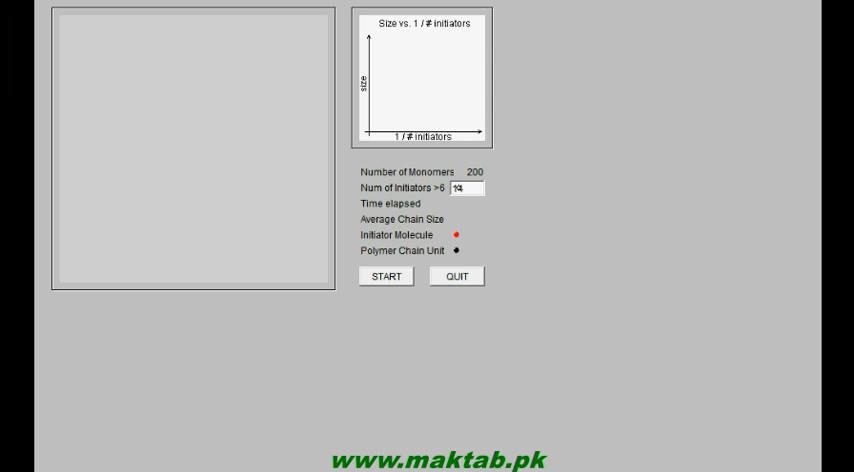 Size vs. 1 / # initiators
size
1 / # initiators
Number of Monomers 200
Num of Initiators >6
Time elapsed
Average Chain Size
Initiator Molecule
Polymer Chain Unit
START QUIT
www.maktab.pk